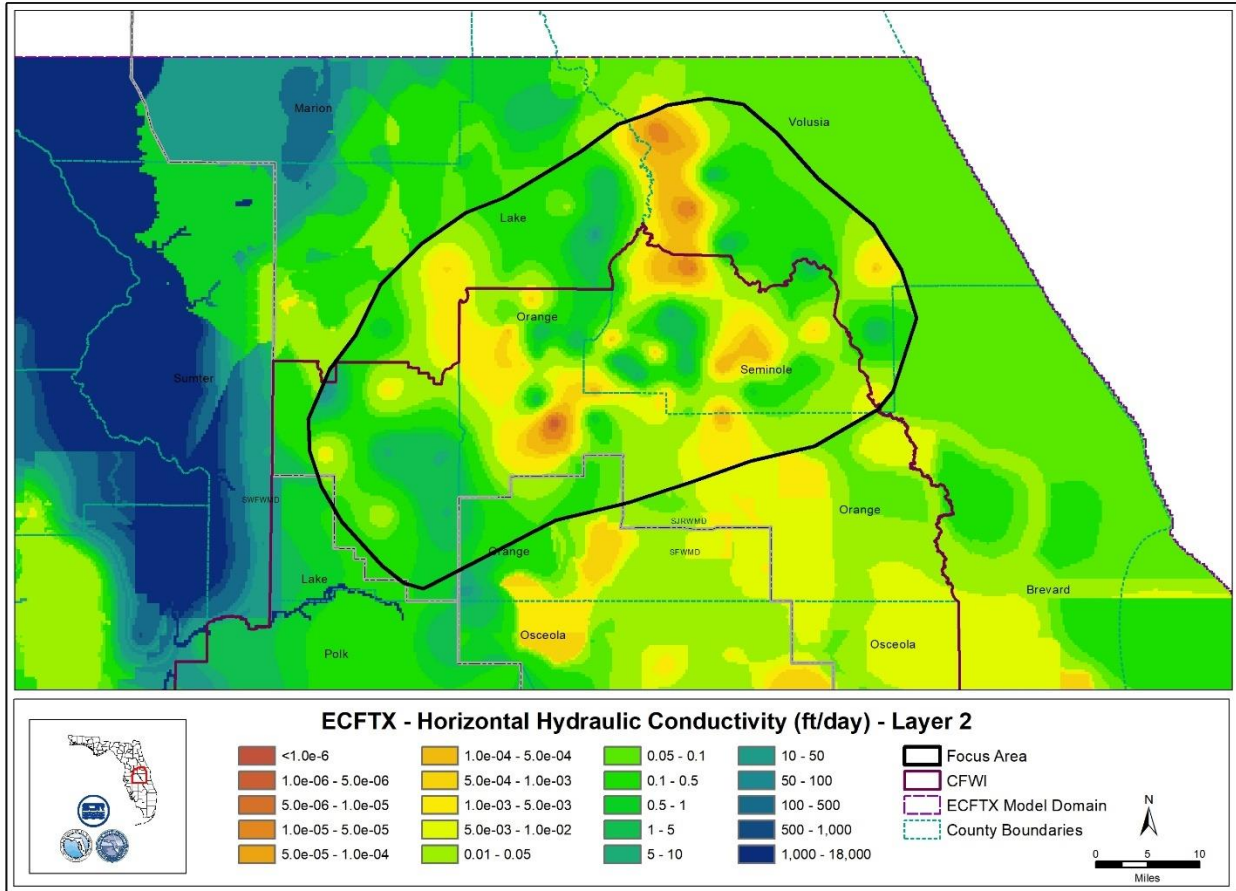 Marion
Volusia
Lake
Orange
Sumter
Seminole
SWFWMD
Orange
SJRWMD
Orange
SFWMD
Lake
Brevard
Osceola
Osceola
Polk
ECFTX - Horizontal Hydraulic Conductivity (ft/day) - Layer 2
<1.0e-6
1.0e-06 - 5.0e-06
5.0e-06 - 1.0e-05
1.0e-05 - 5.0e-05
5.0e-05 - 1.0e-04
1.0e-04 - 5.0e-04
5.0e-04 - 1.0e-03
1.0e-03 - 5.0e-03
5.0e-03 - 1.0e-02
0.01 - 0.05
0.05 - 0.1
0.1 - 0.5
0.5 - 1
1 - 5
5 - 10
10 - 50
50 - 100
100 - 500
500 - 1,000
1,000 - 18,000
Focus Area
CFWI
ECFTX Model Domain
County Boundaries
N
0 5 10
Miles